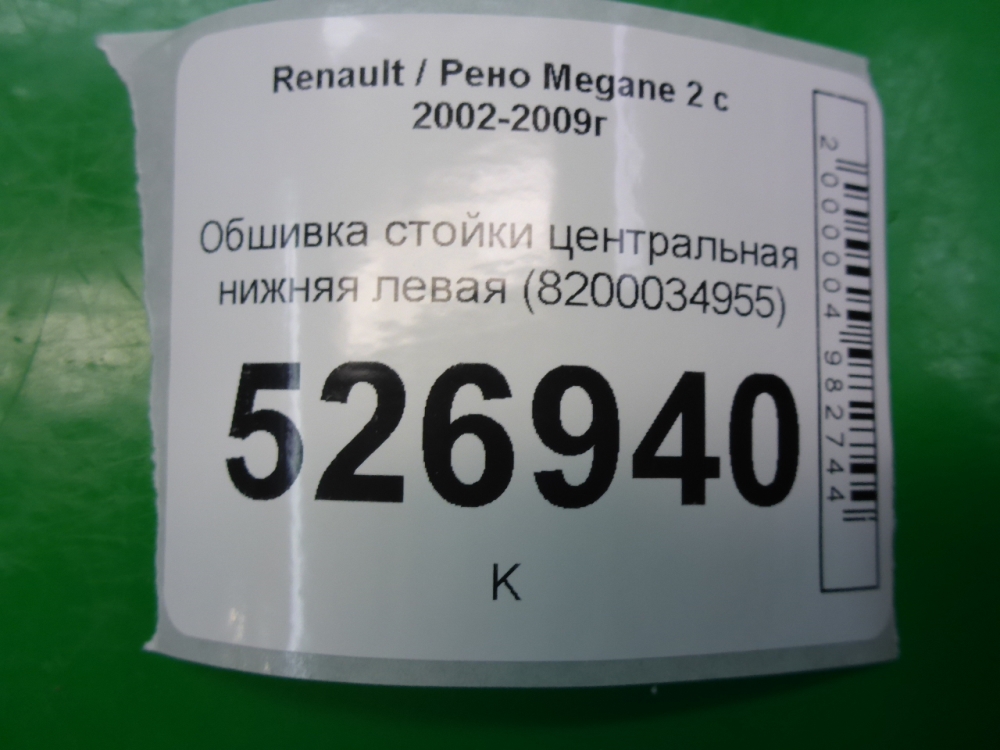 Renault / Рено Megane 2 с
2002-2009г
Обшивка стойки центральная
нижняя левая (8200034955)
526940
К
2000004982744